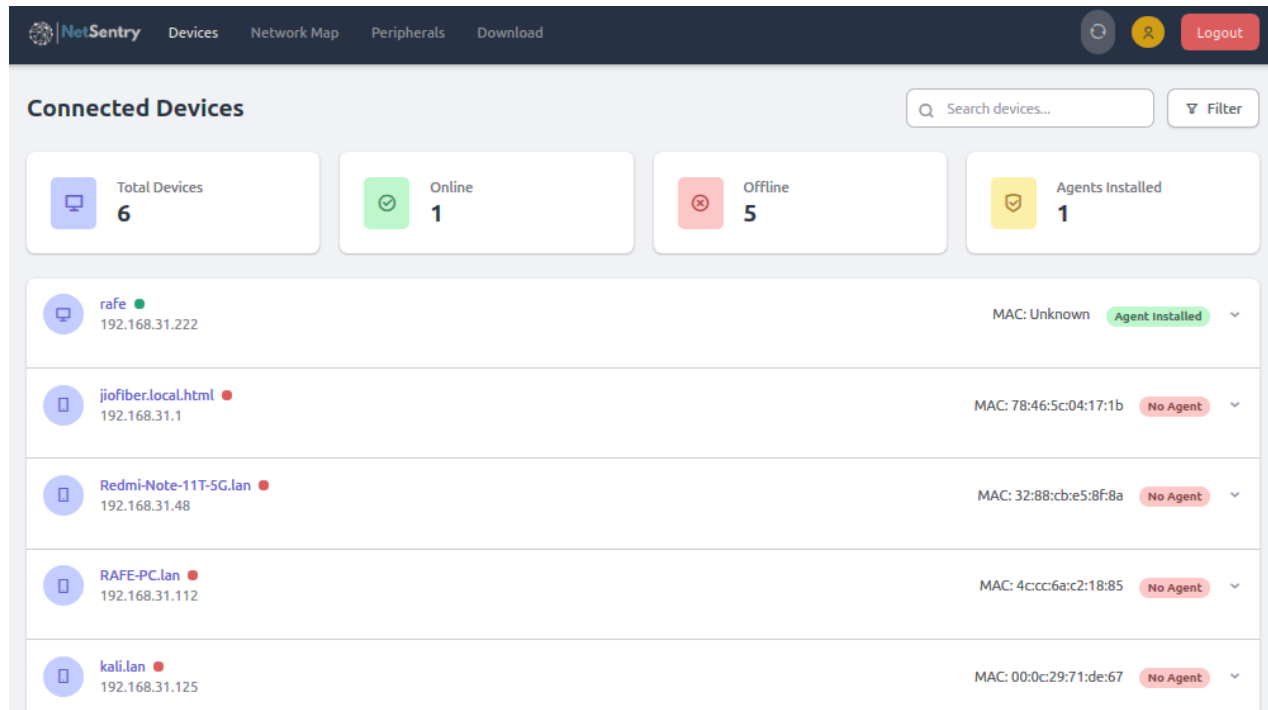 NetSentry Devices Network Map Peripherals Download Logout
Connected Devices
Search devices...
Filter
Total Devices
6
Online
1
Offline
5
Agents Installed
1
rafe
192.168.31.222
MAC: Unknown Agent Installed
jiofiber.local.html
192.168.31.1
MAC: 78:46:5c:04:17:1b No Agent
Redmi-Note-11T-5G.lan
192.168.31.48
MAC: 32:88:cb:e5:8f:8a No Agent
RAFE-PC.lan
192.168.31.112
MAC: 4c:cc:6a:c2:18:85 No Agent
kali.lan
192.168.31.125
MAC: 00:0c:29:71:de:67 No Agent